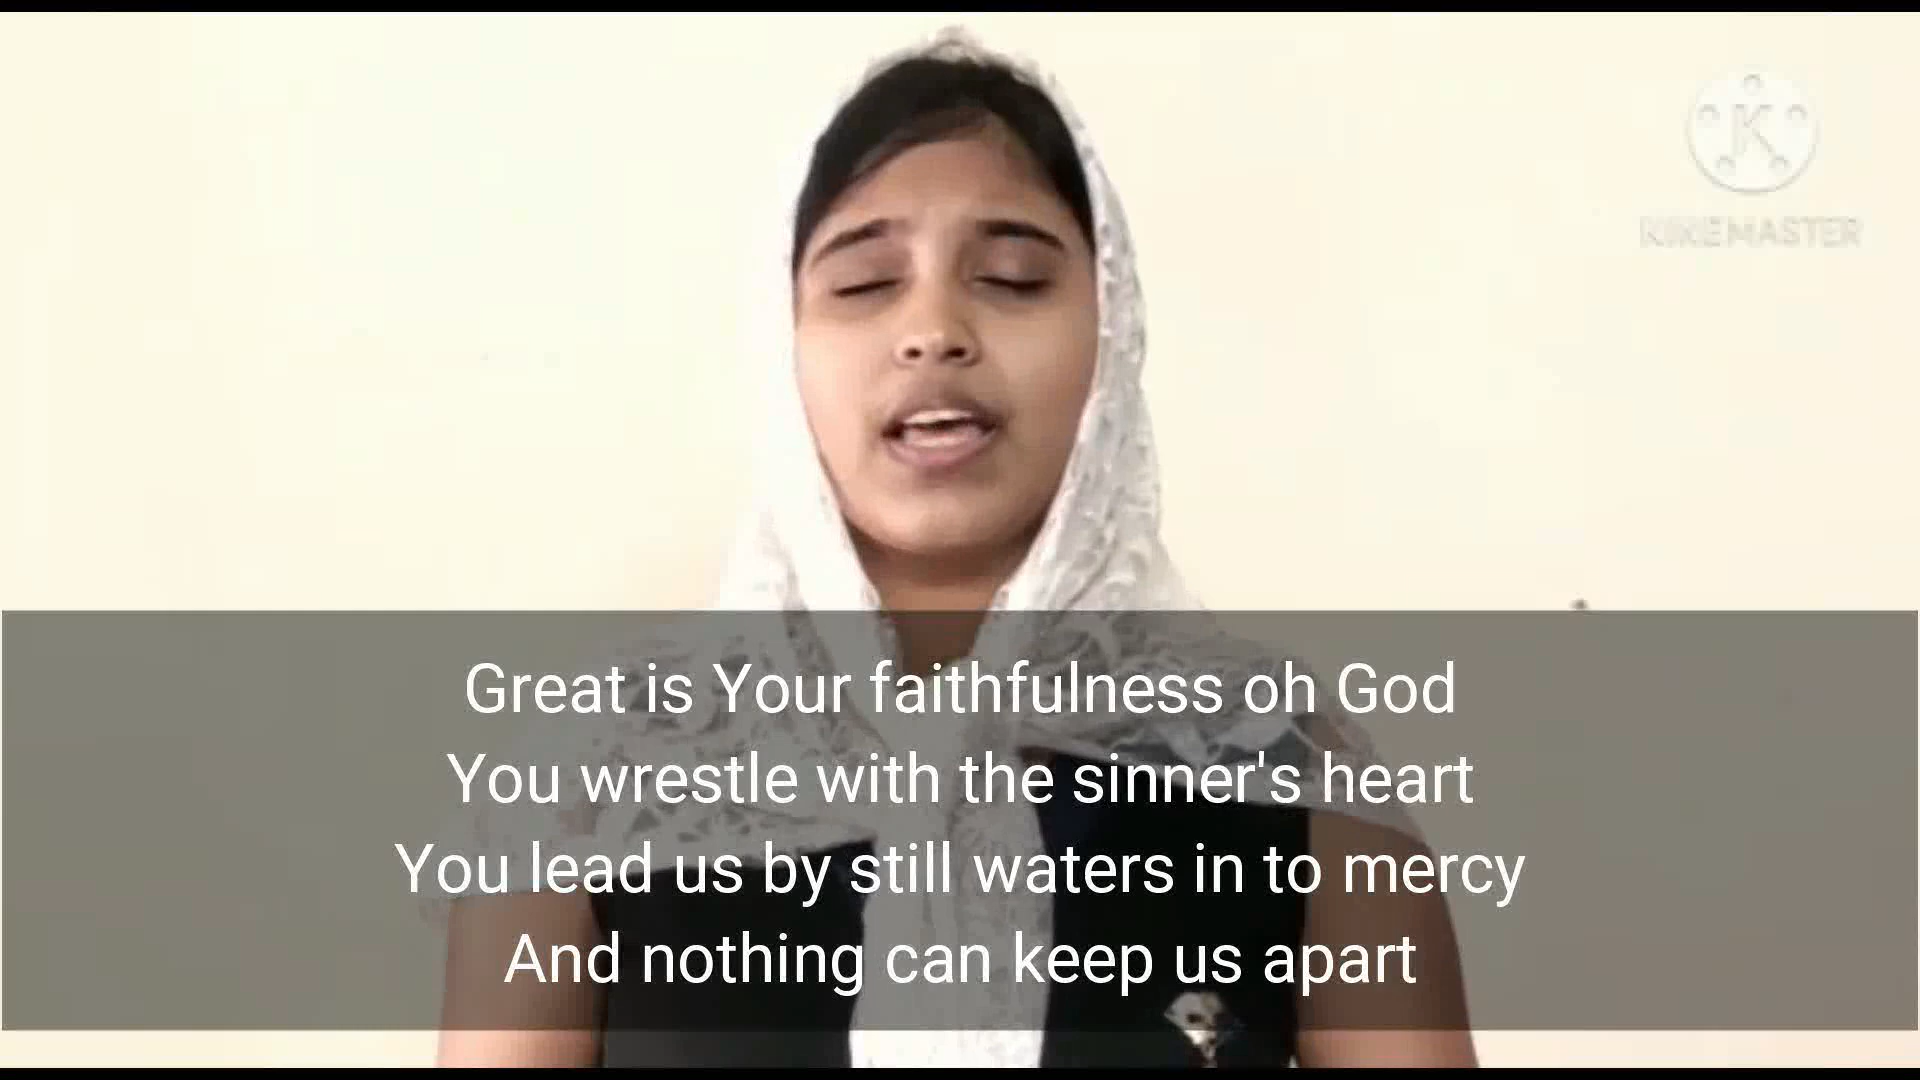 K
KINEMASTER
Great is Your faithfulness oh God
You wrestle with the sinner's heart
You lead us by still waters in to mercy
And nothing can keep us apart